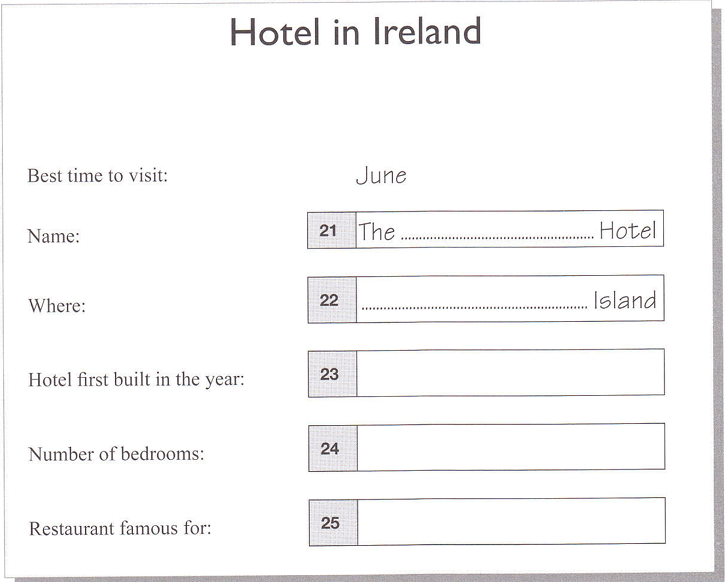 Hotel in Ireland
Best time to visit: June
Name: 21 The ........................................................ Hotel
Where: 22 ................................................................. Island
Hotel first built in the year: 23
Number of bedrooms: 24
Restaurant famous for: 25